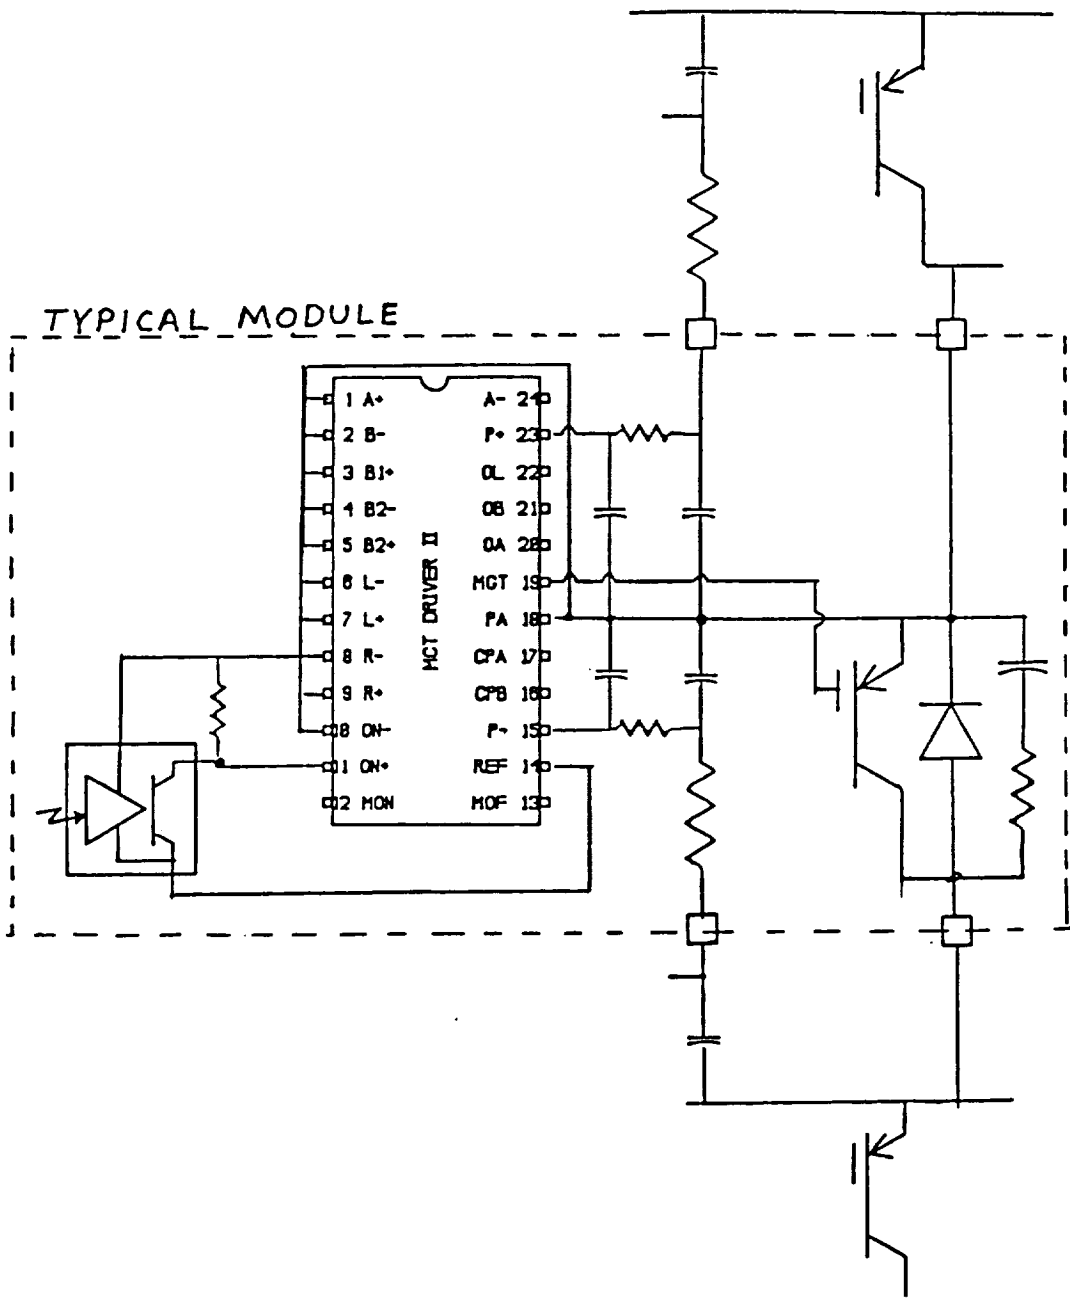 TYPICAL MODULE
1 A+
2 B-
3 B1+
4 B2-
5 B2+
6 L-
7 L+
8 R-
9 R+
0 ON-
1 ON+
2 MON
MCT DRIVER II
A- 24
P+ 23
OL 22
OB 21
OA 20
MCT 19
PA 18
CPA 17
CPB 16
P- 15
REF 14
MOF 13